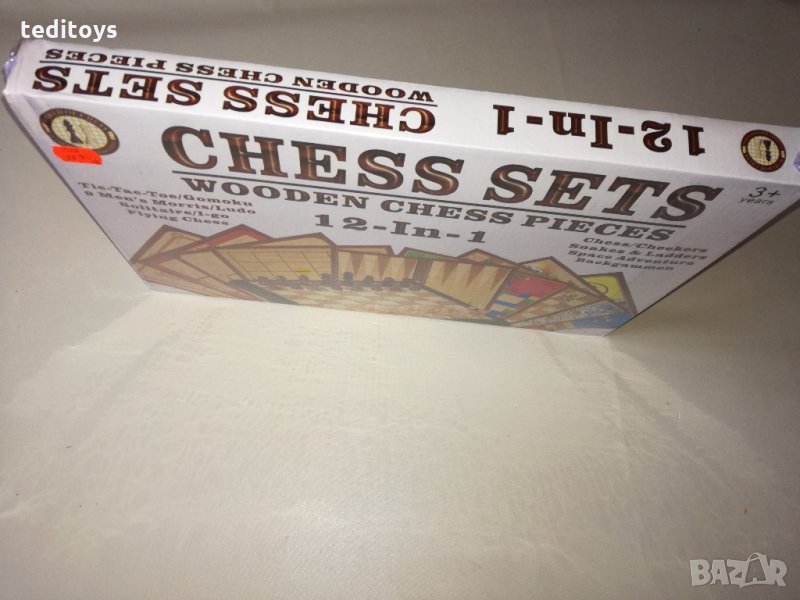 teditoys
CHESS SETS
WOODEN CHESS PIECES
12-In-1
CHESS SETS
WOODEN CHESS PIECES
12-In-1
3+
years
Tic-Tac-Toe/Gomoku
9 Men's Morris/Ludo
Solitaire/I-go
Flying Chess
Chess/Checkers
Snakes & Ladders
Space Adventure
Backgammon
BAZAR